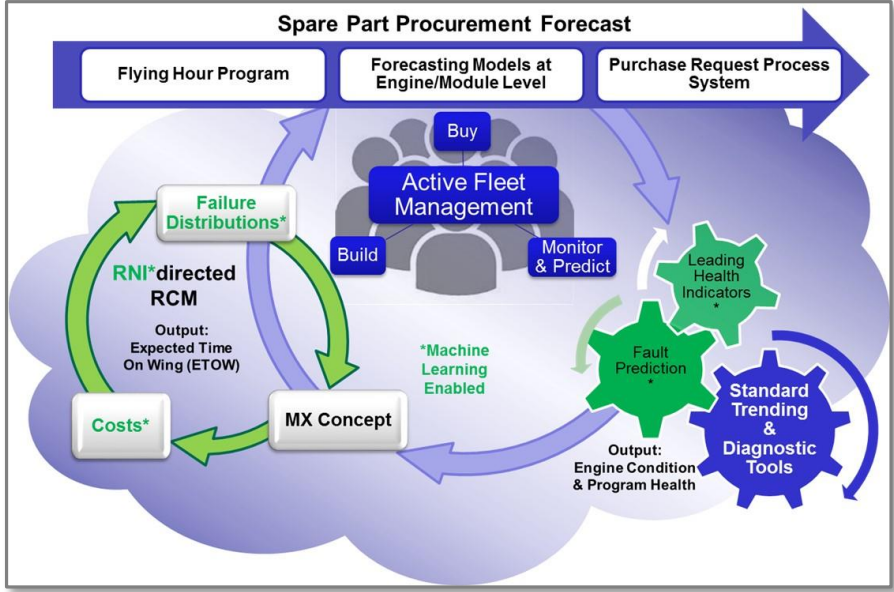 Spare Part Procurement Forecast
Flying Hour Program
Forecasting Models at
Engine/Module Level
Purchase Request Process
System
Buy
Active Fleet
Management
Build
Monitor
& Predict
Failure
Distributions*
RNI*directed
RCM
Output:
Expected Time
On Wing (ETOW)
Costs*
MX Concept
*Machine
Learning
Enabled
Leading
Health
Indicators
*
Fault
Prediction
*
Standard
Trending
&
Diagnostic
Tools
Output:
Engine Condition
& Program Health